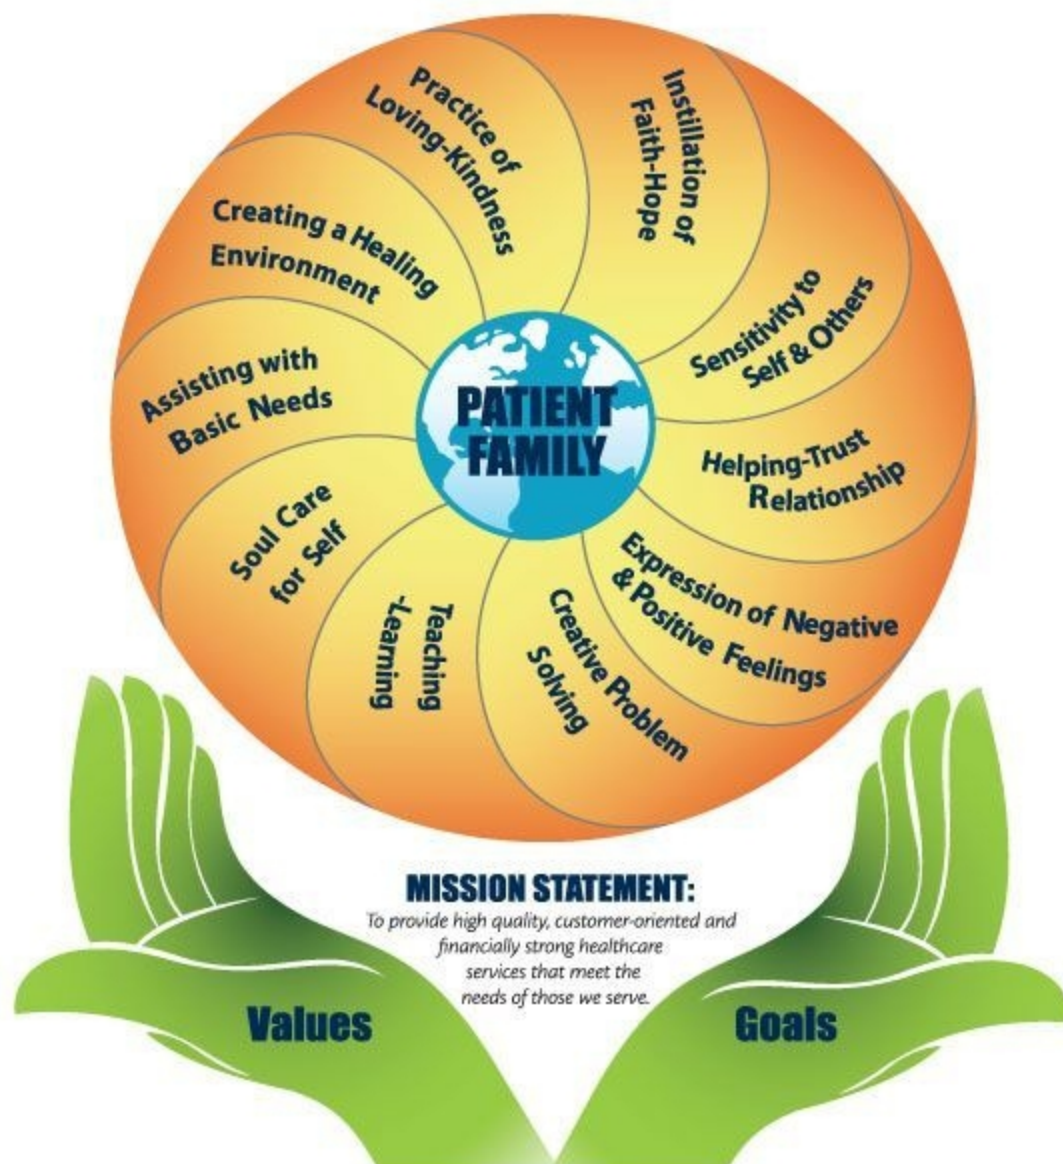 Practice of
Loving-Kindness
Instillation of
Faith-Hope
Sensitivity to
Self & Others
Helping-Trust
Relationship
Expression of Negative
& Positive Feelings
Creative Problem
Solving
Teaching
-Learning
Soul Care
for Self
Assisting with
Basic Needs
Creating a Healing
Environment
PATIENT
FAMILY
MISSION STATEMENT:
To provide high quality, customer-oriented and
financially strong healthcare
services that meet the
needs of those we serve.
Values
Goals